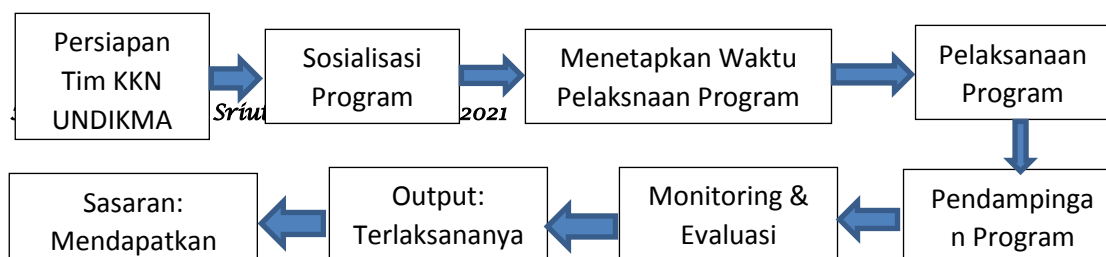 Persiapan
Tim KKN
UNDIKMA
Sosialisasi
Program
Menetapkan Waktu
Pelaksnaan Program
Pelaksanaan
Program
2021
Pendampinga
n Program
Monitoring &
Evaluasi
Output:
Terlaksananya
Sasaran:
Mendapatkan